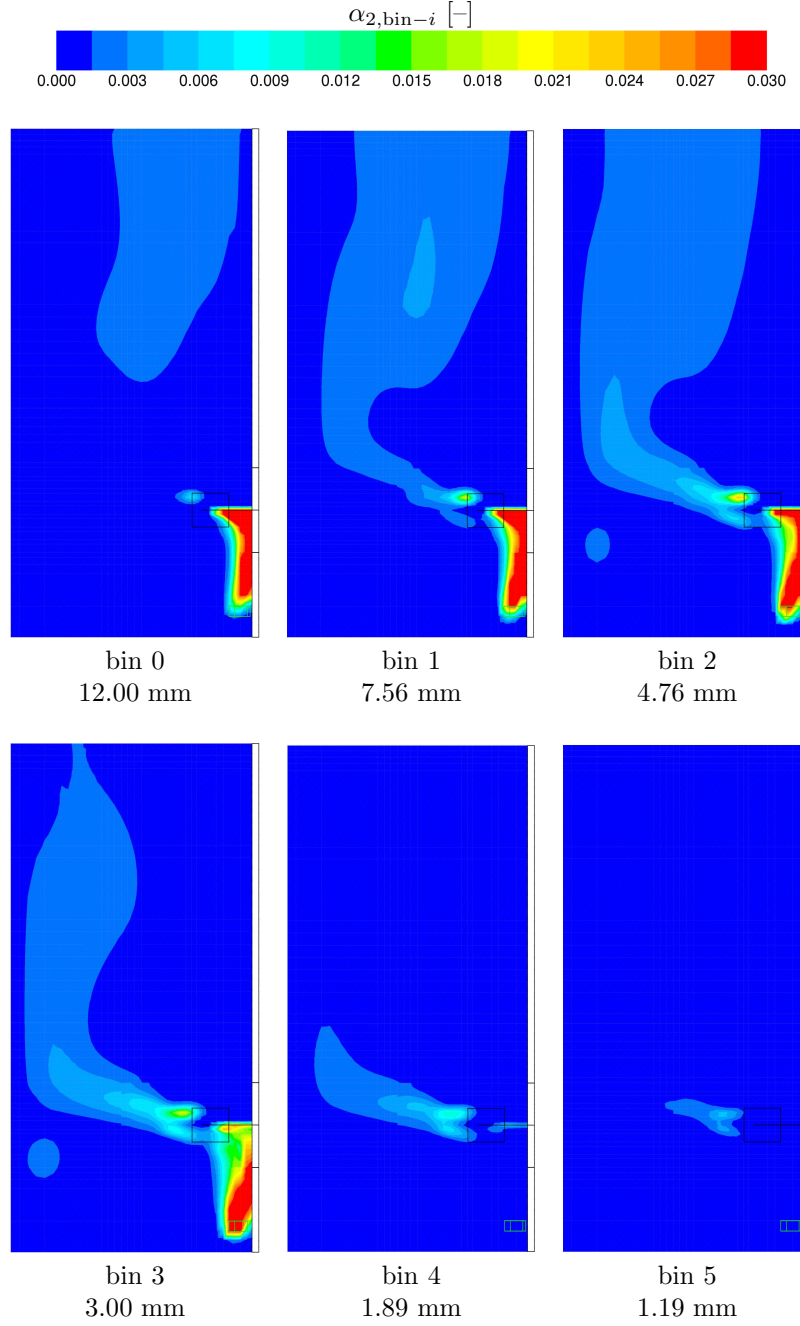 α2,bin−i [–]
0.000 0.003 0.006 0.009 0.012 0.015 0.018 0.021 0.024 0.027 0.030
bin 0 bin 1 bin 2
12.00 mm 7.56 mm 4.76 mm
bin 3 bin 4 bin 5
3.00 mm 1.89 mm 1.19 mm